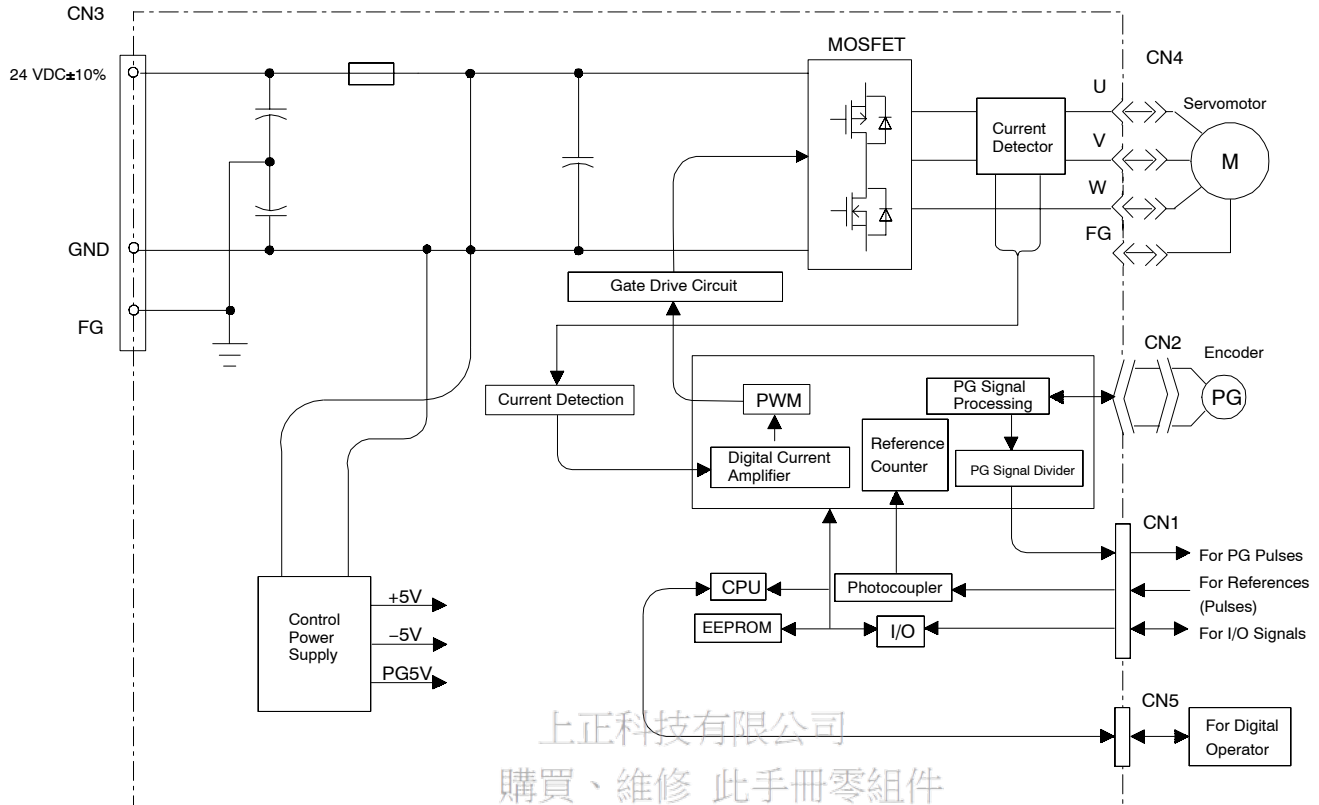 CN3
MOSFET
CN4
24 VDC±10%
U
Servomotor
Current
Detector
V
M
W
GND
FG
Gate Drive Circuit
FG
CN2
Encoder
Current Detection
PWM
PG Signal
Processing
PG
Reference
Counter
Digital Current
Amplifier
PG Signal Divider
CN1
For PG Pulses
CPU
Photocoupler
For References
(Pulses)
EEPROM
I/O
For I/O Signals
Control
Power
Supply
+5V
−5V
PG5V
CN5
For Digital
Operator
上正科技有限公司
購買、維修 此手冊零組件